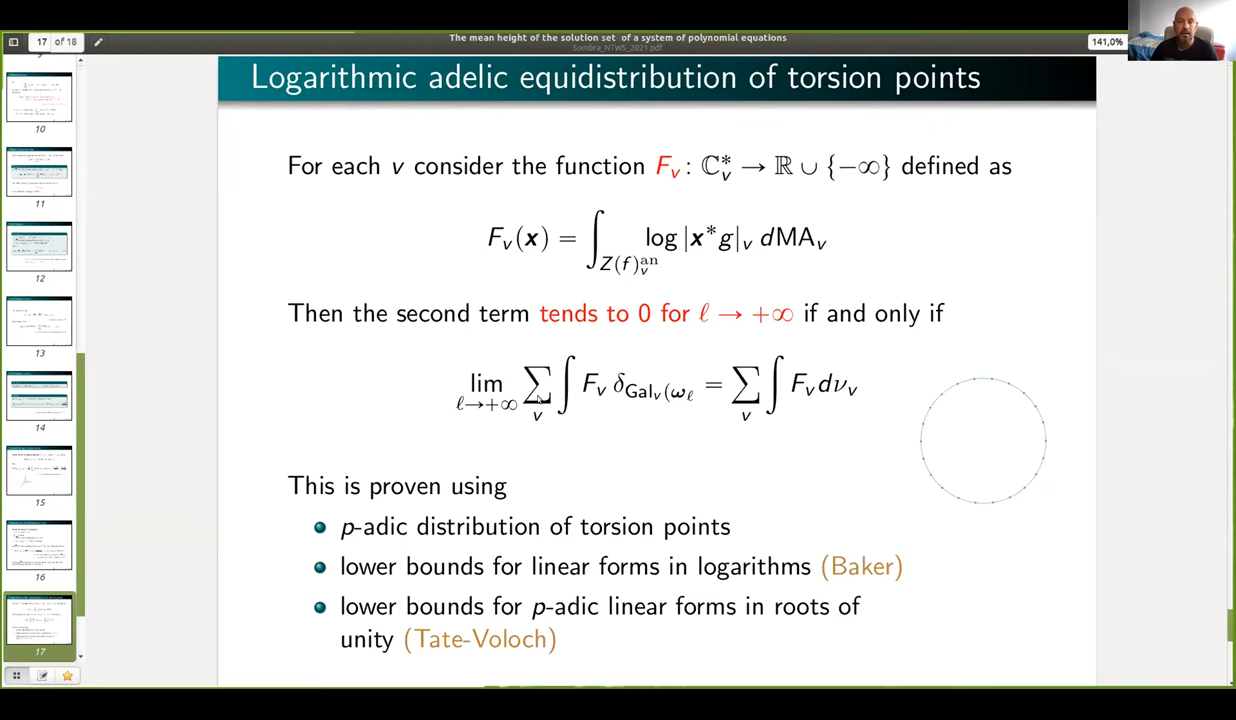 17 of 18
The mean height of the solution set of a system of polynomial equations
Sombra_NTWS_2021.pdf
141,0%
Logarithmic adelic equidistribution of torsion points
For each v consider the function F_v : ℂ_v^* → ℝ ∪ {−∞} defined as
F_v(x) = ∫_{Z(f)_v^an} log |x*g|_v dMA_v
Then the second term tends to 0 for ℓ → +∞ if and only if
lim_{ℓ→+∞} ∑_v ∫ F_v δ_{Gal_v(ω_ℓ} = ∑_v ∫ F_v dν_v
This is proven using
p-adic distribution of torsion points
lower bounds for linear forms in logarithms (Baker)
lower bounds for p-adic linear forms in roots of
unity (Tate-Voloch)
10
11
12
13
14
15
16
17